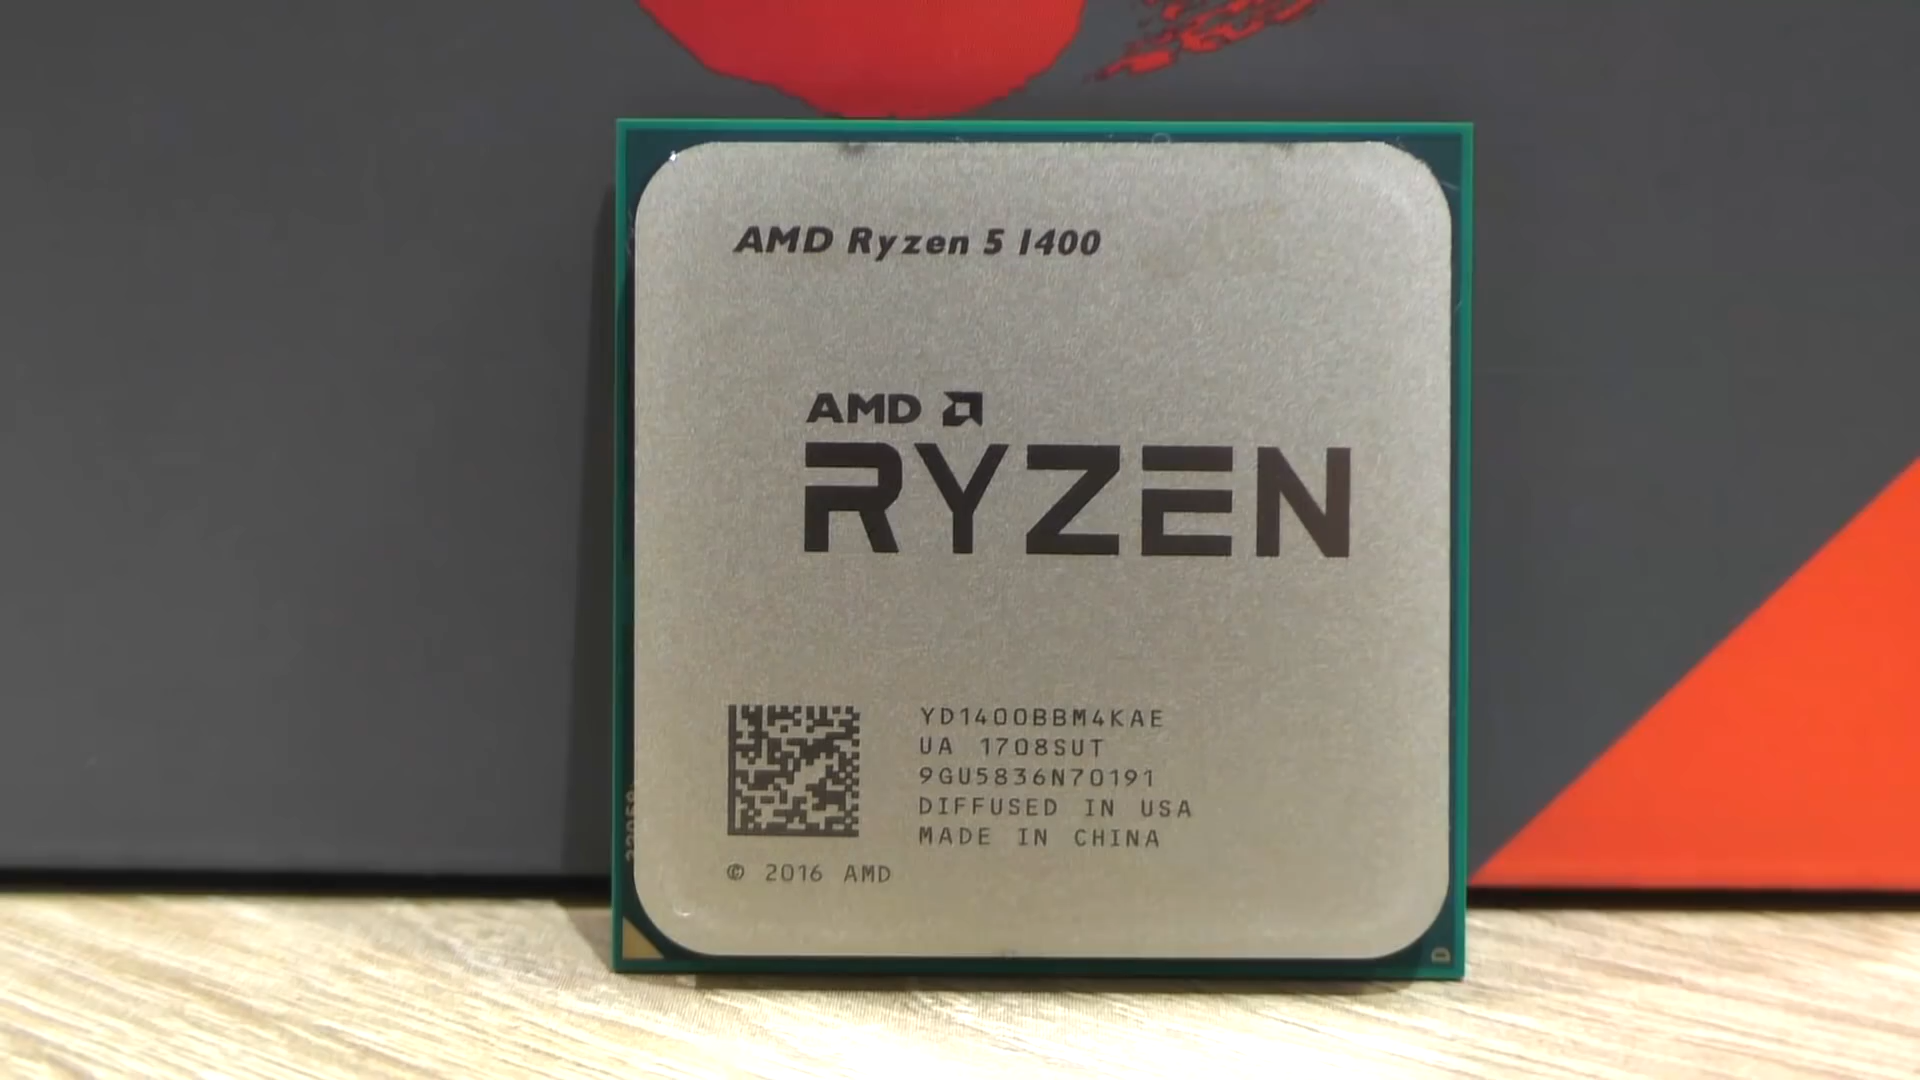 AMD Ryzen 5 1400
AMD
RYZEN
YD1400BBM4KAE
UA 1708SUT
9GU5836N70191
DIFFUSED IN USA
MADE IN CHINA
© 2016 AMD
D